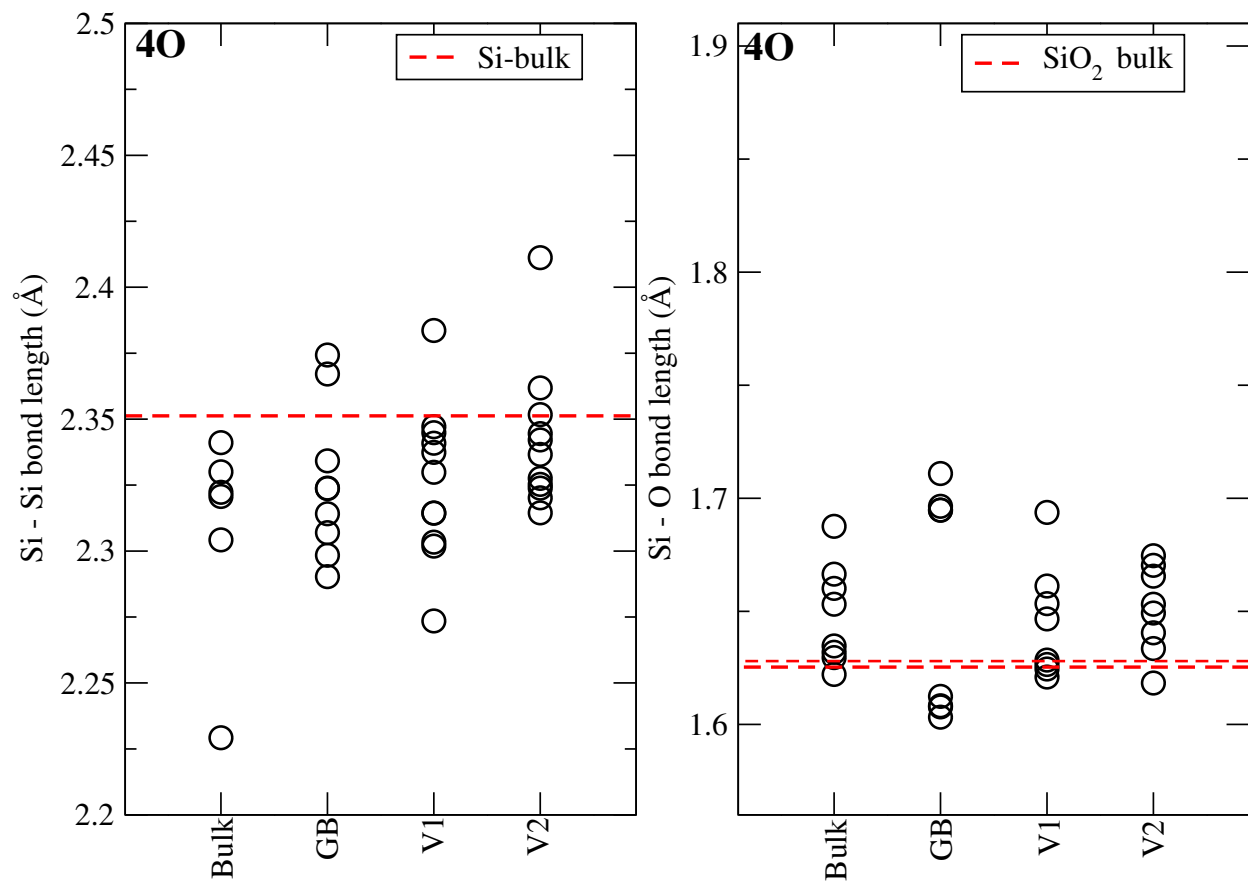 4O
Si-bulk
Si - Si bond length (Å)
2.5
2.45
2.4
2.35
2.3
2.25
2.2
Bulk
GB
V1
V2
4O
SiO₂ bulk
Si - O bond length (Å)
1.9
1.8
1.7
1.6
Bulk
GB
V1
V2